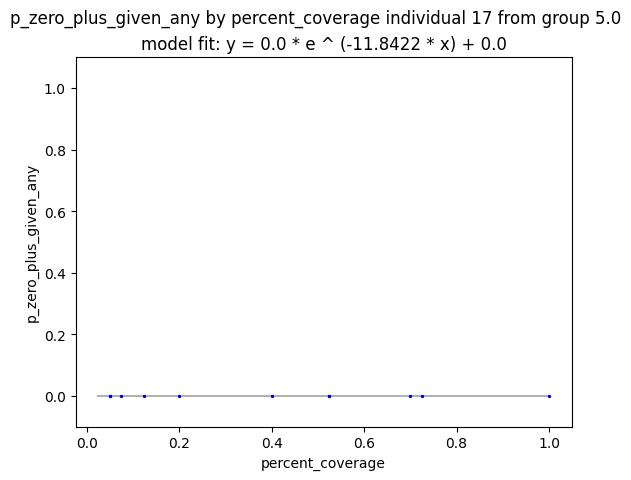 p_zero_plus_given_any by percent_coverage individual 17 from group 5.0
model fit: y = 0.0 * e ^ (-11.8422 * x) + 0.0
1.0
0.8
0.6
0.4
0.2
0.0
p_zero_plus_given_any
0.0 0.2 0.4 0.6 0.8 1.0
percent_coverage